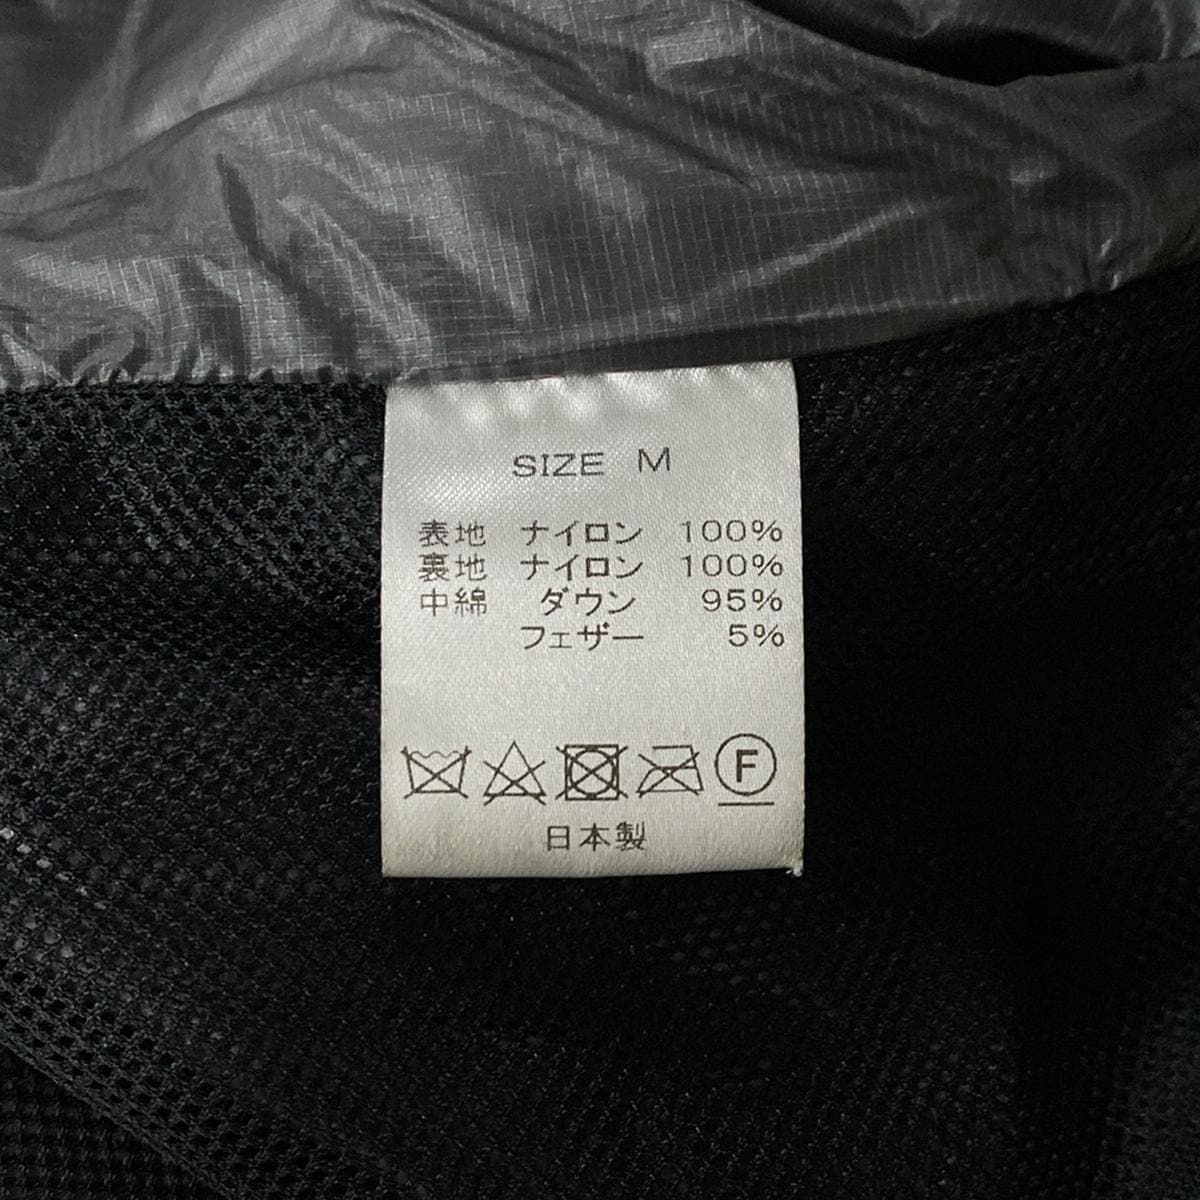 SIZE M
表地 ナイロン 100%
裏地 ナイロン 100%
中綿 ダウン 95%
フェザー 5%
F
日本製